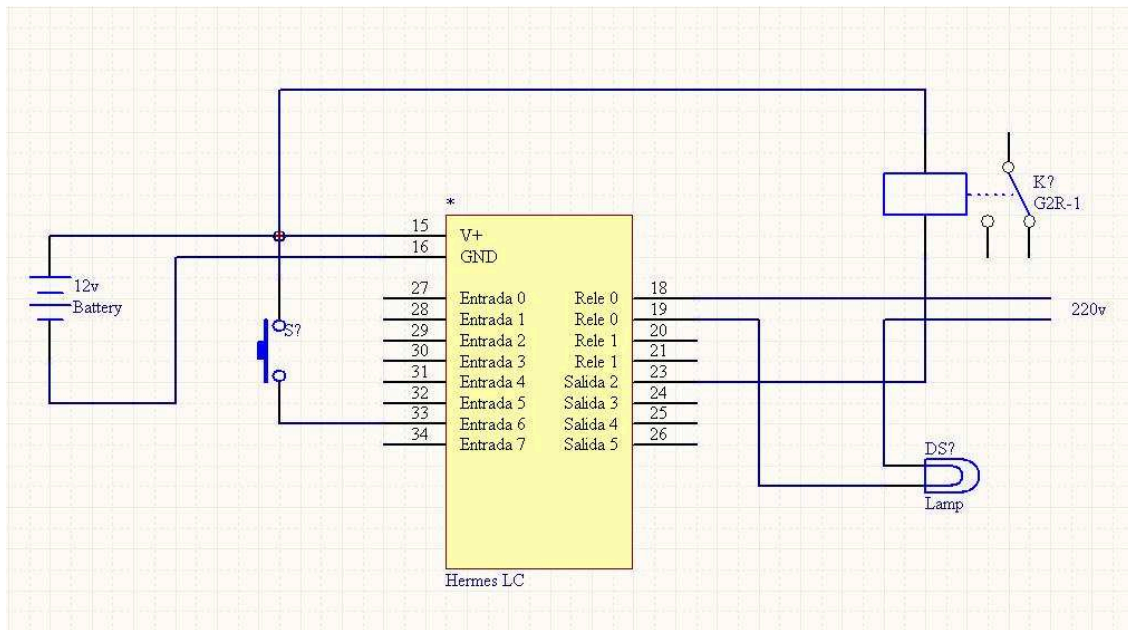 *
15
V+
16
GND
12v
Battery
S?
K?
G2R-1
27 Entrada 0
28 Entrada 1
29 Entrada 2
30 Entrada 3
31 Entrada 4
32 Entrada 5
33 Entrada 6
34 Entrada 7
Rele 0 18
Rele 0 19
Rele 1 20
Rele 1 21
Salida 2 23
Salida 3 24
Salida 4 25
Salida 5 26
220v
DS?
Lamp
Hermes LC